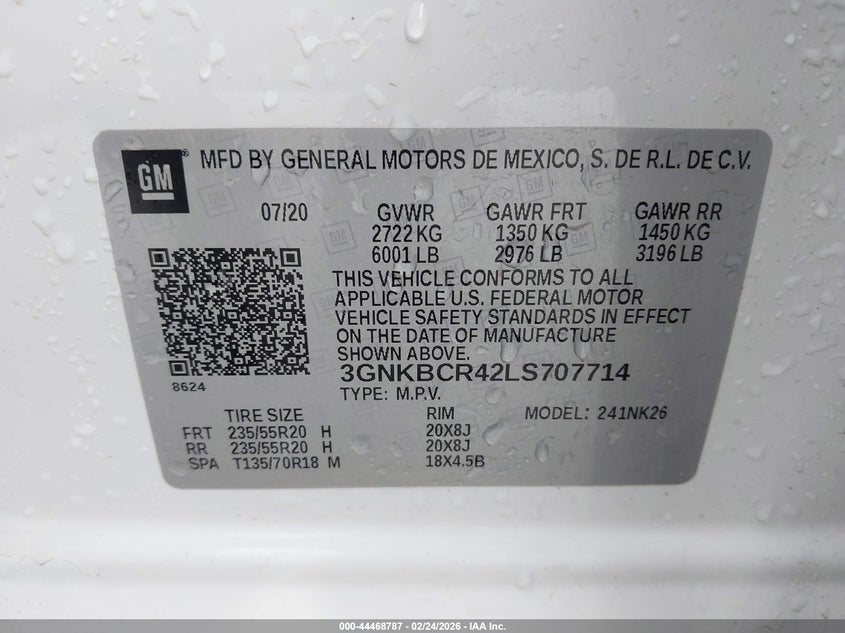 GM
MFD BY GENERAL MOTORS DE MEXICO, S. DE R.L. DE C.V.
07/20 GVWR GAWR FRT GAWR RR
2722 KG 1350 KG 1450 KG
6001 LB 2976 LB 3196 LB
THIS VEHICLE CONFORMS TO ALL
APPLICABLE U.S. FEDERAL MOTOR
VEHICLE SAFETY STANDARDS IN EFFECT
ON THE DATE OF MANUFACTURE
SHOWN ABOVE.
8624
3GNKBCR42LS707714
TYPE: M.P.V.
TIRE SIZE RIM MODEL: 241NK26
FRT 235/55R20 H 20X8J
RR 235/55R20 H 20X8J
SPA T135/70R18 M 18X4.5B
000-44468787 - 02/24/2026 - IAA Inc.